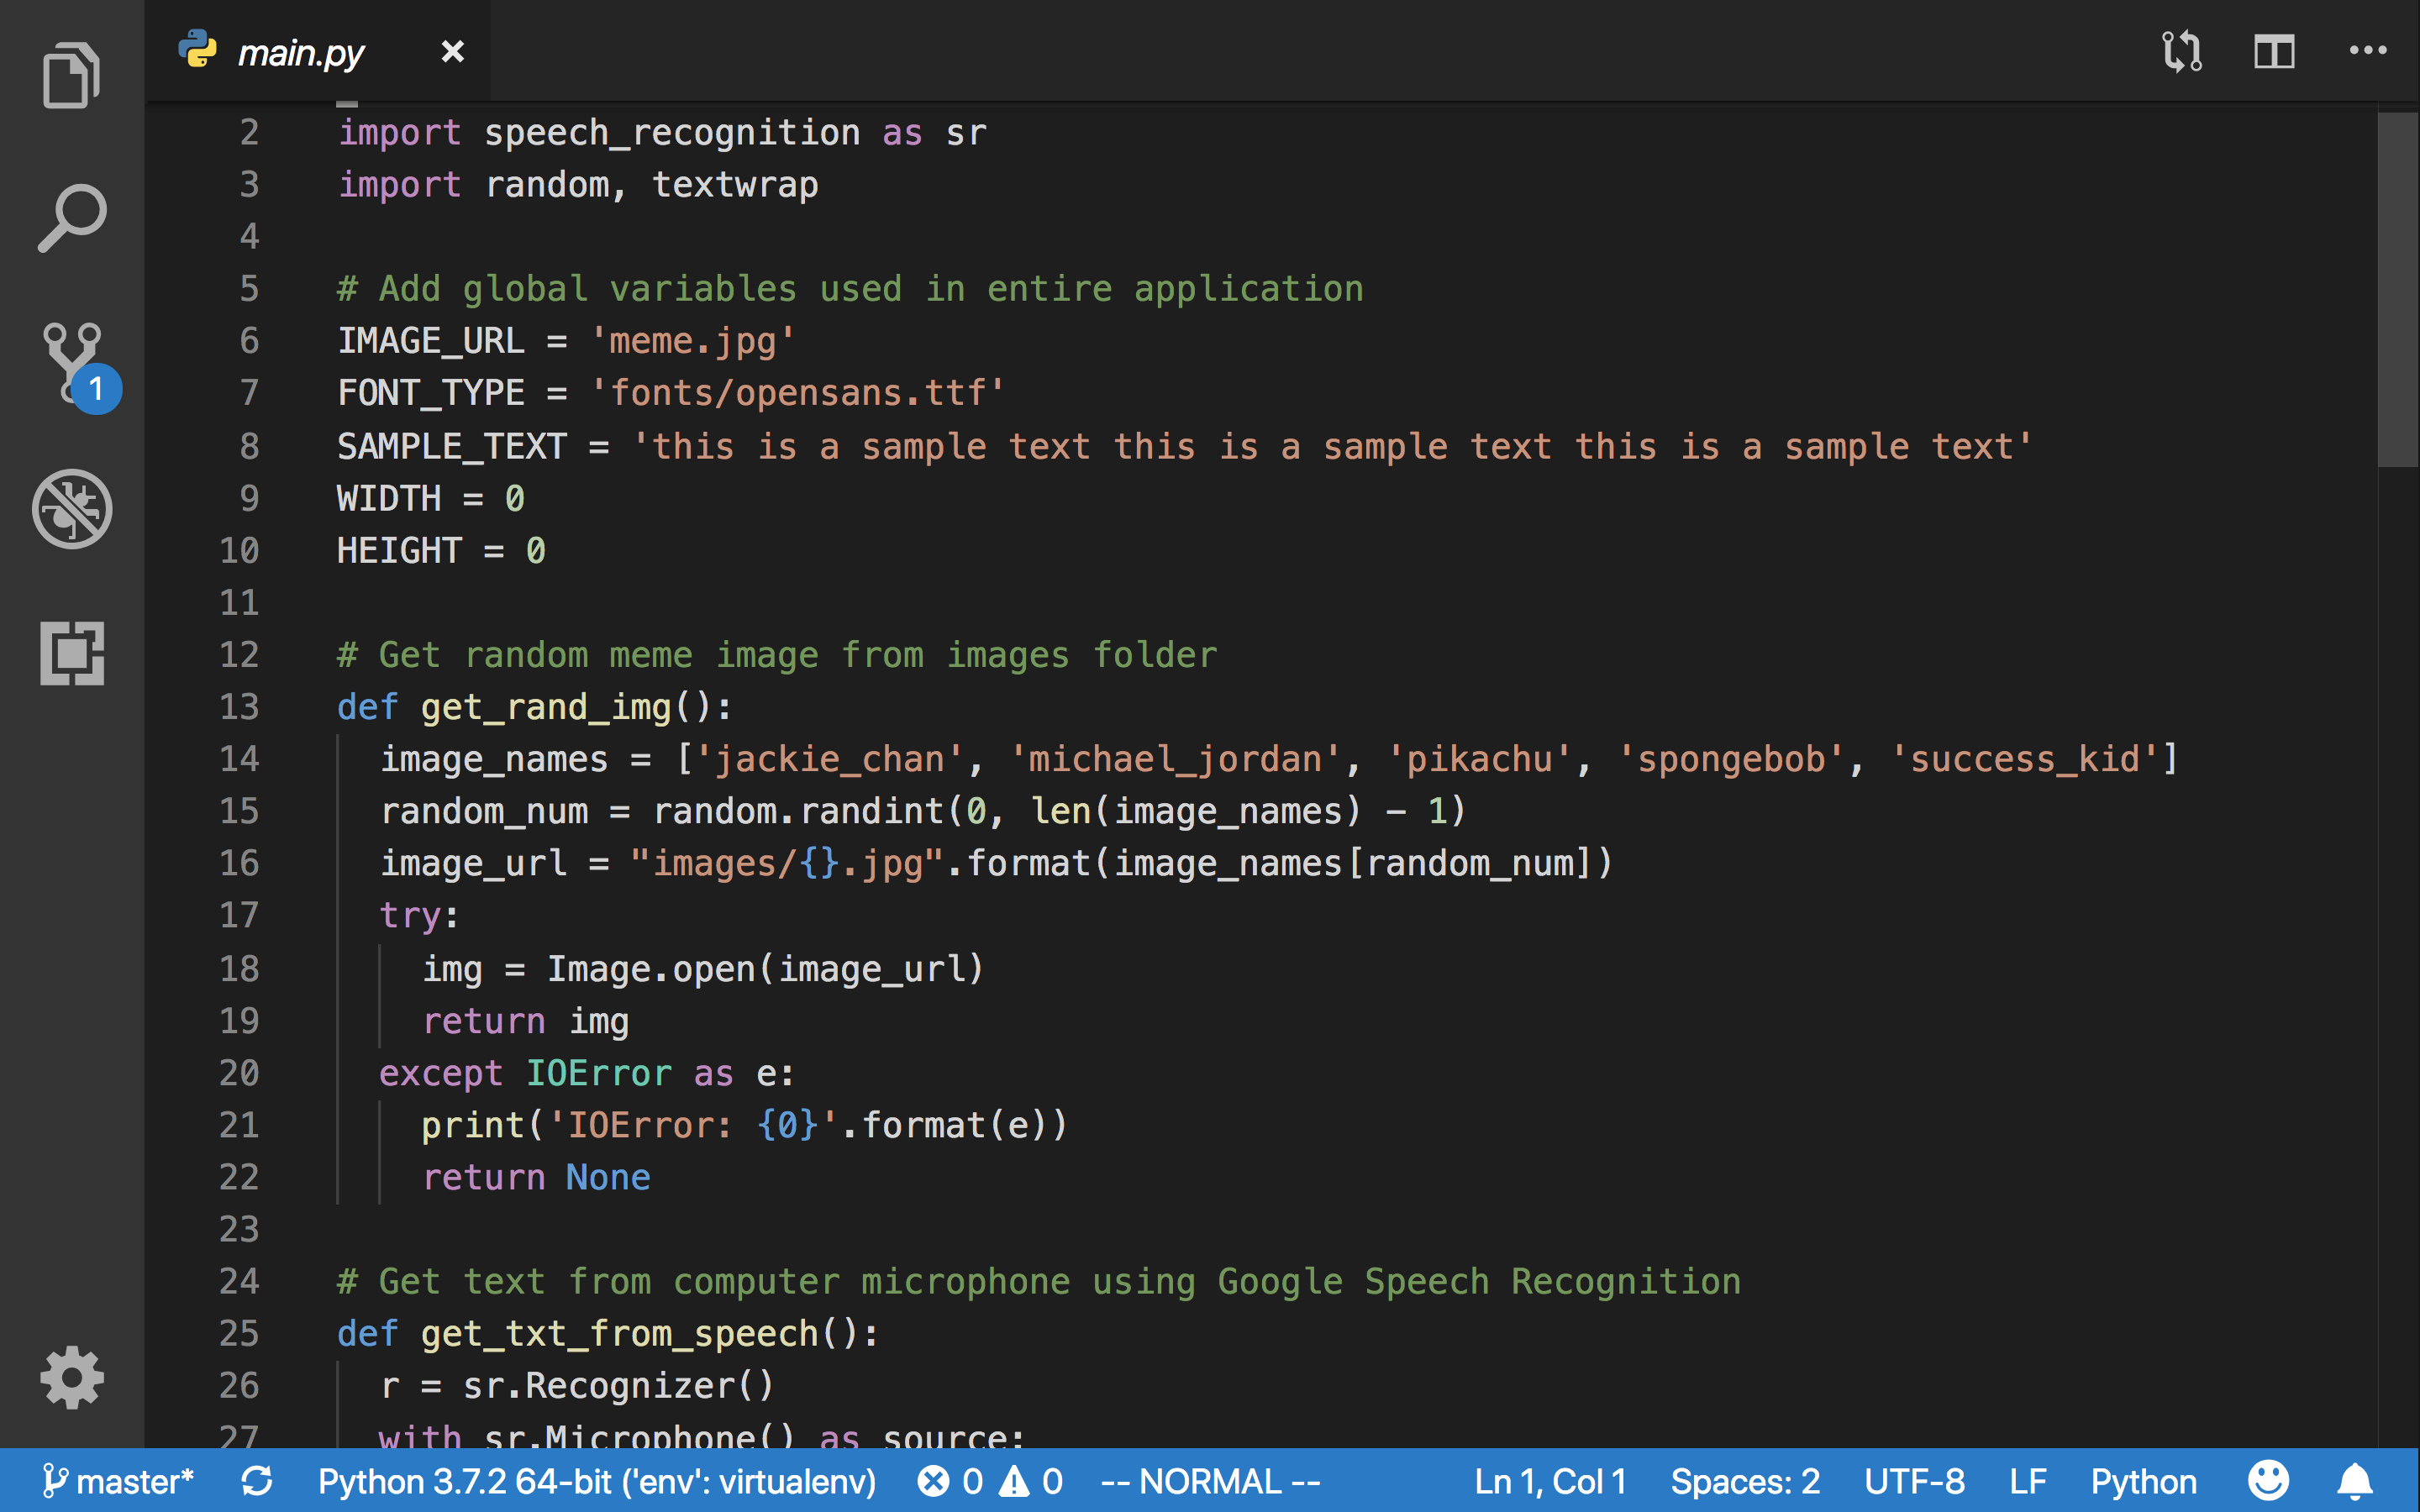 main.py
2 import speech_recognition as sr
3 import random, textwrap
4
5 # Add global variables used in entire application
6 IMAGE_URL = 'meme.jpg'
7 FONT_TYPE = 'fonts/opensans.ttf'
8 SAMPLE_TEXT = 'this is a sample text this is a sample text this is a sample text'
9 WIDTH = 0
10 HEIGHT = 0
11
12 # Get random meme image from images folder
13 def get_rand_img():
14   image_names = ['jackie_chan', 'michael_jordan', 'pikachu', 'spongebob', 'success_kid']
15   random_num = random.randint(0, len(image_names) - 1)
16   image_url = "images/{}.jpg".format(image_names[random_num])
17   try:
18     img = Image.open(image_url)
19     return img
20   except IOError as e:
21     print('IOError: {0}'.format(e))
22     return None
23
24 # Get text from computer microphone using Google Speech Recognition
25 def get_txt_from_speech():
26   r = sr.Recognizer()
27   with sr.Microphone() as source:
1
master* Python 3.7.2 64-bit ('env': virtualenv) 0 0 -- NORMAL -- Ln 1, Col 1 Spaces: 2 UTF-8 LF Python